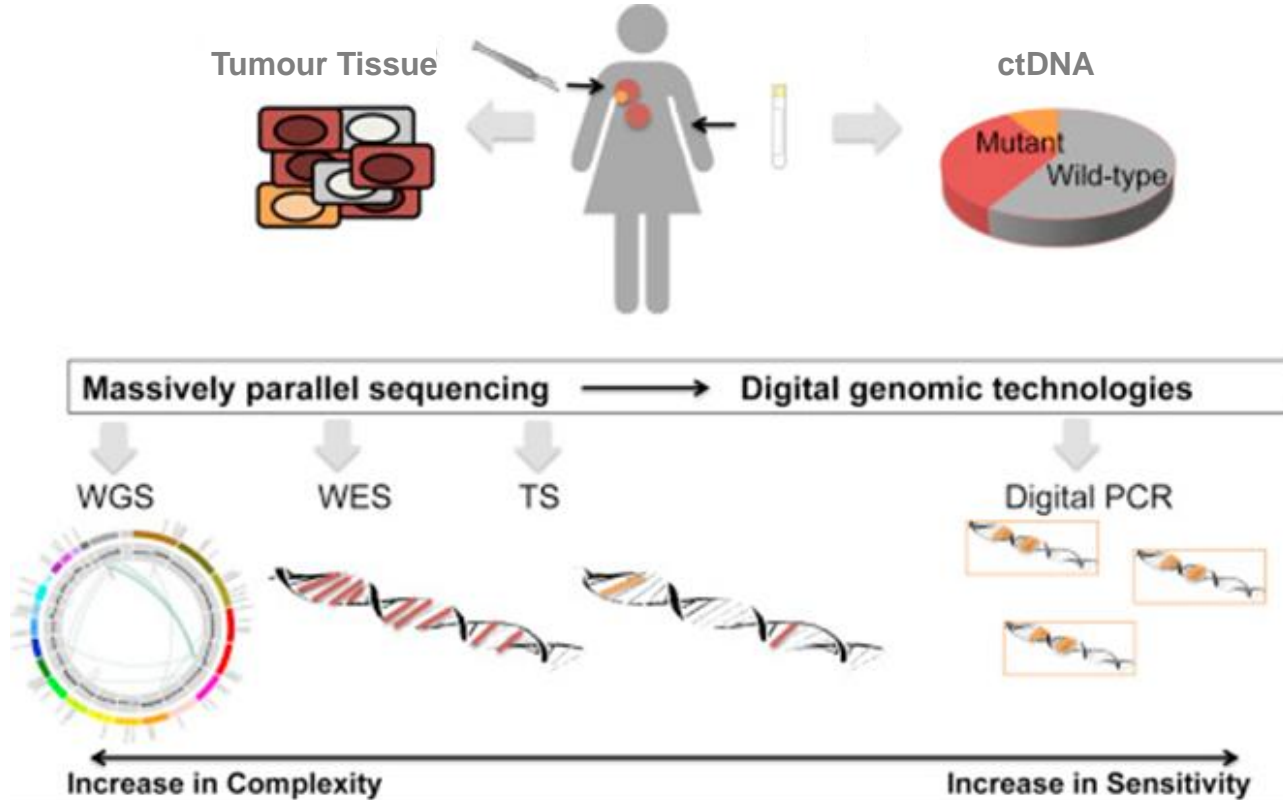 Tumour Tissue
ctDNA
Mutant
Wild-type
Massively parallel sequencing
Digital genomic technologies
WGS
WES
TS
Digital PCR
Increase in Complexity
Increase in Sensitivity